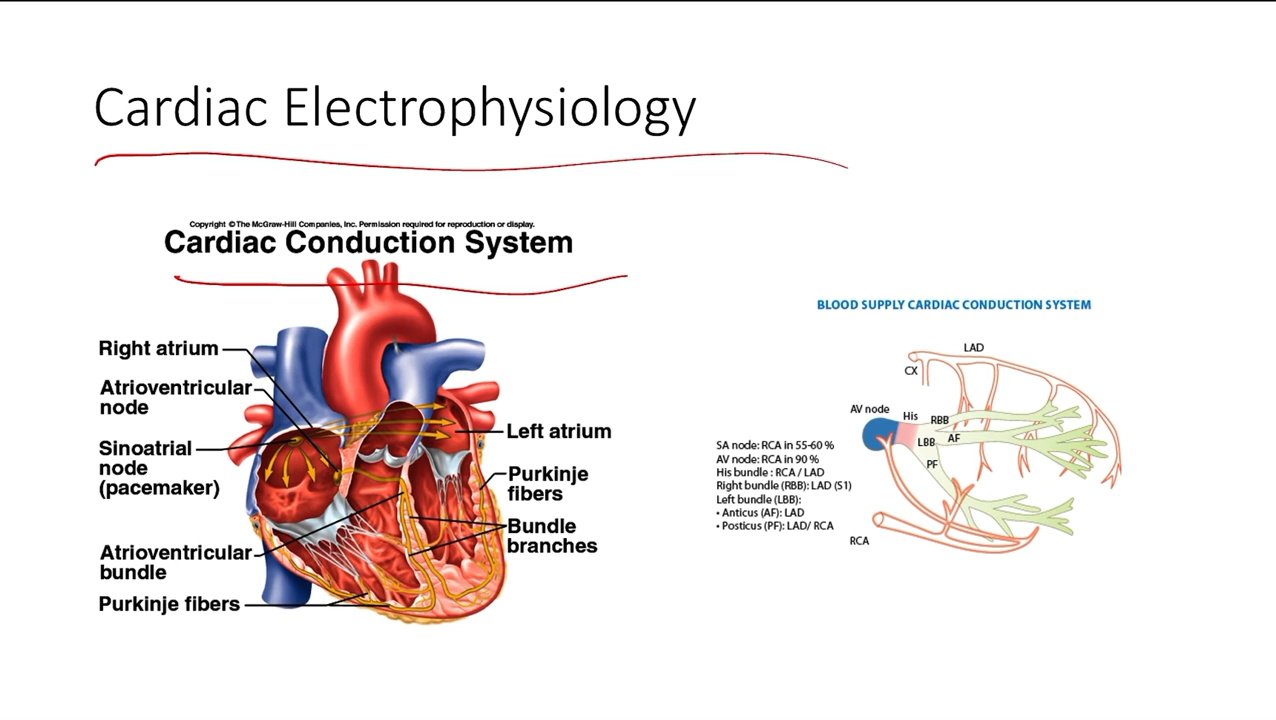 Cardiac Electrophysiology
Copyright ©The McGraw-Hill Companies, Inc. Permission required for reproduction or display.
Cardiac Conduction System
Right atrium
Atrioventricular
node
Sinoatrial
node
(pacemaker)
Atrioventricular
bundle
Purkinje fibers
Left atrium
Purkinje
fibers
Bundle
branches
BLOOD SUPPLY CARDIAC CONDUCTION SYSTEM
SA node: RCA in 55-60 %
AV node: RCA in 90 %
His bundle : RCA / LAD
Right bundle (RBB): LAD (S1)
Left bundle (LBB):
• Anticus (AF): LAD
• Posticus (PF): LAD/ RCA
LAD
CX
AV node
His
RBB
LBB
AF
PF
RCA